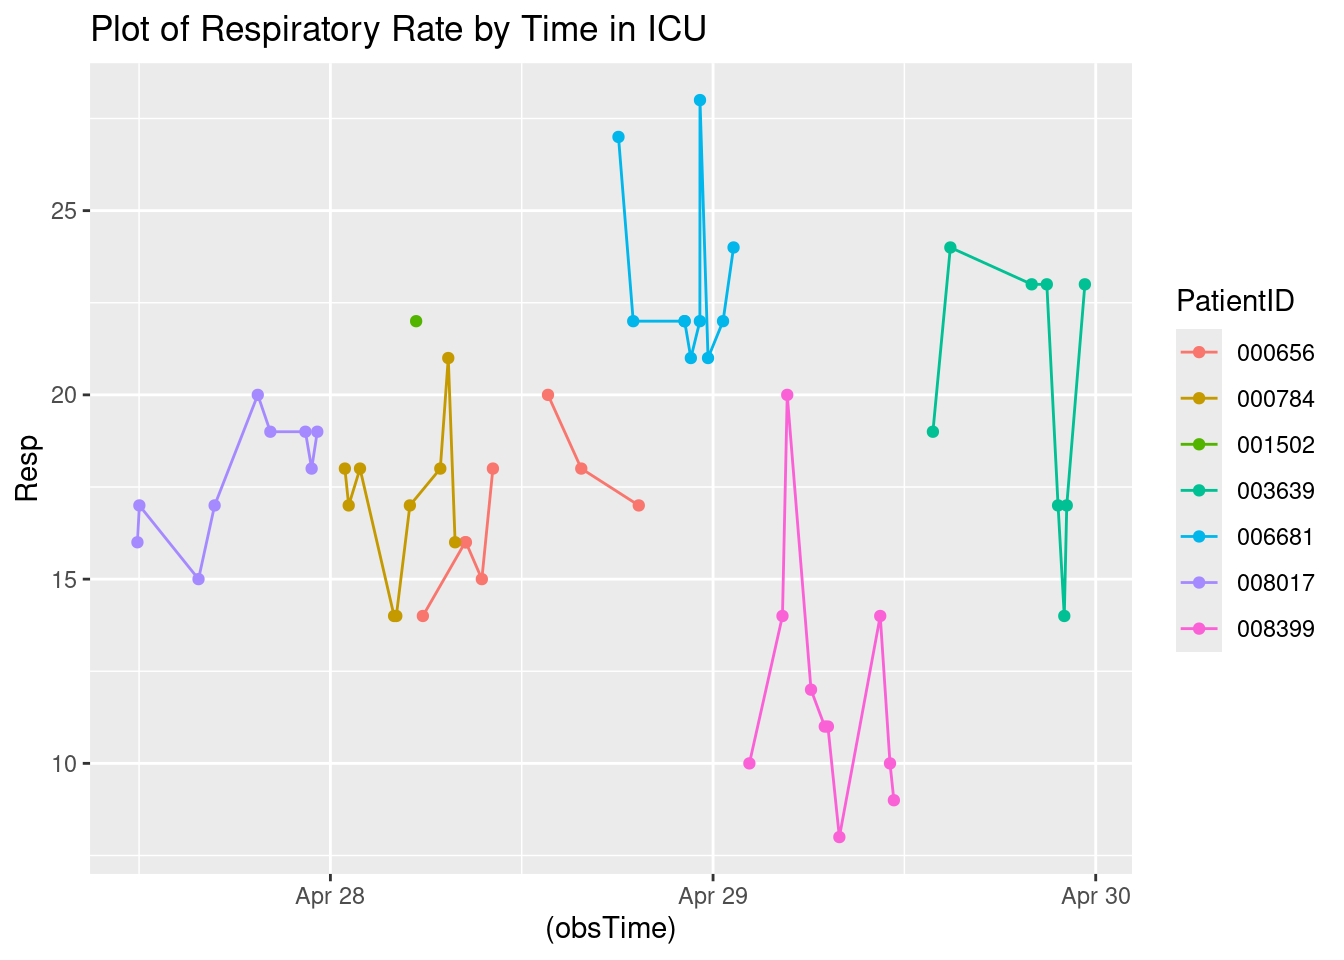 Plot of Respiratory Rate by Time in ICU
Resp
25
20
15
10
Apr 28
Apr 29
Apr 30
(obsTime)
PatientID
000656
000784
001502
003639
006681
008017
008399